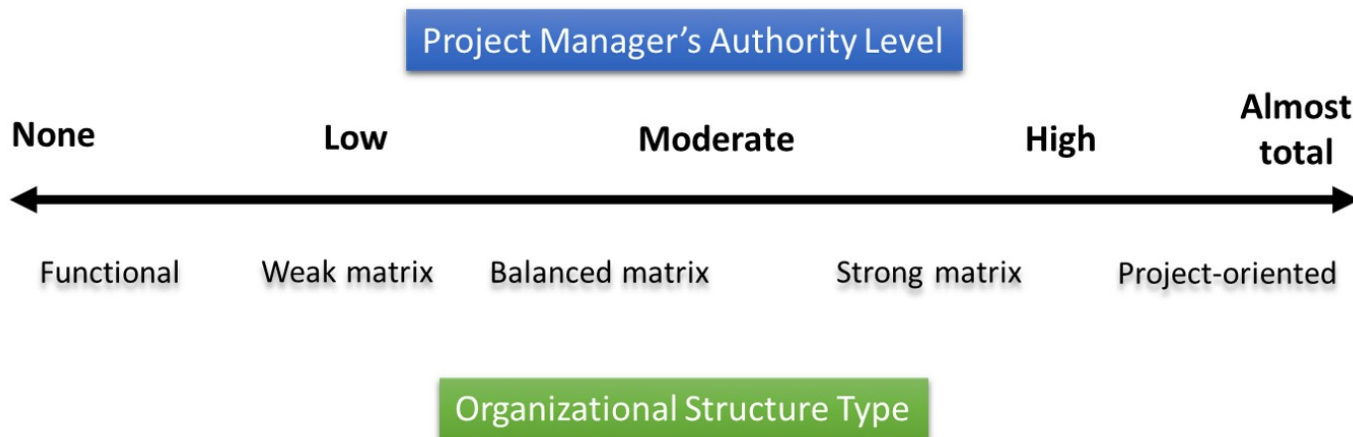 Project Manager’s Authority Level
None Low Moderate High Almost total
Functional Weak matrix Balanced matrix Strong matrix Project-oriented
Organizational Structure Type